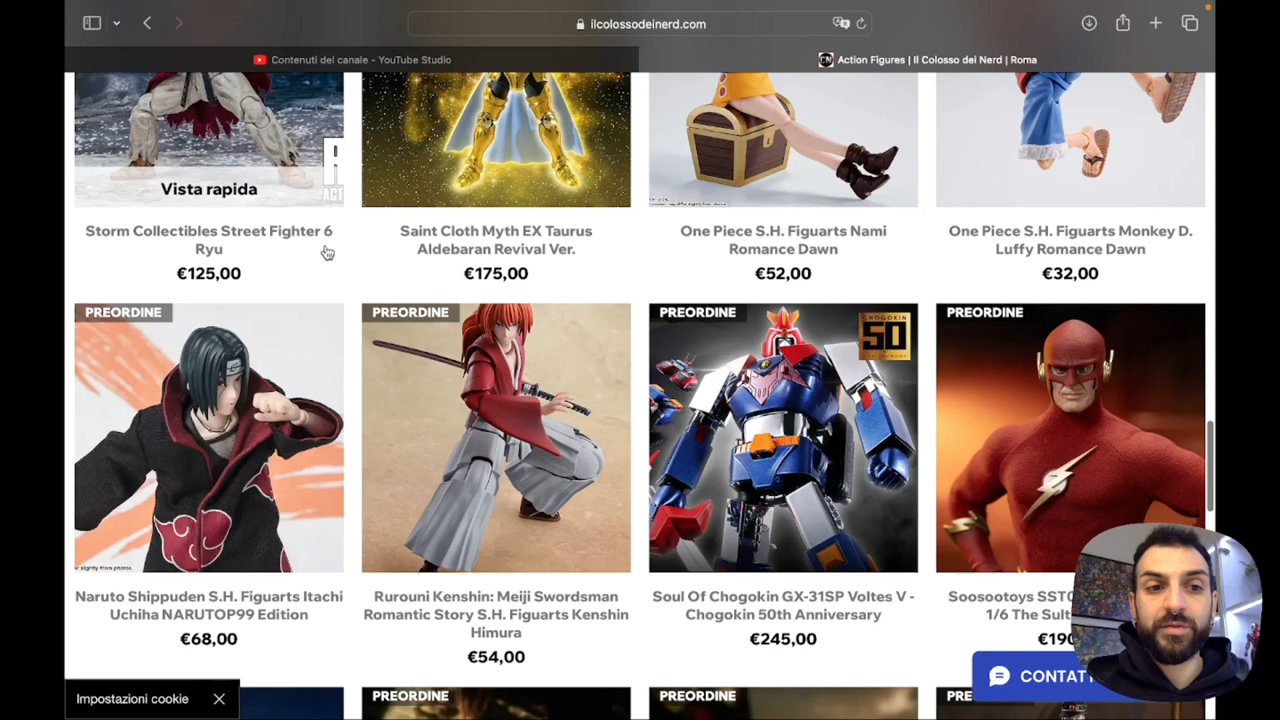 ilcolossodeinerd.com
Contenuti del canale - YouTube Studio
Action Figures | Il Colosso dei Nerd | Roma
Vista rapida
Storm Collectibles Street Fighter 6
Ryu
€125,00
Saint Cloth Myth EX Taurus
Aldebaran Revival Ver.
€175,00
One Piece S.H. Figuarts Nami
Romance Dawn
€52,00
One Piece S.H. Figuarts Monkey D.
Luffy Romance Dawn
€32,00
PREORDINE
PREORDINE
PREORDINE
CHOGOKIN
50
PREORDINE
Naruto Shippuden S.H. Figuarts Itachi
Uchiha NARUTOP99 Edition
€68,00
Rurouni Kenshin: Meiji Swordsman
Romantic Story S.H. Figuarts Kenshin
Himura
€54,00
Soul Of Chogokin GX-31SP Voltes V -
Chogokin 50th Anniversary
€245,00
Soosootoys
1/6 The
€190
Impostazioni cookie
CONTAT
PREORDINE
PREORDINE